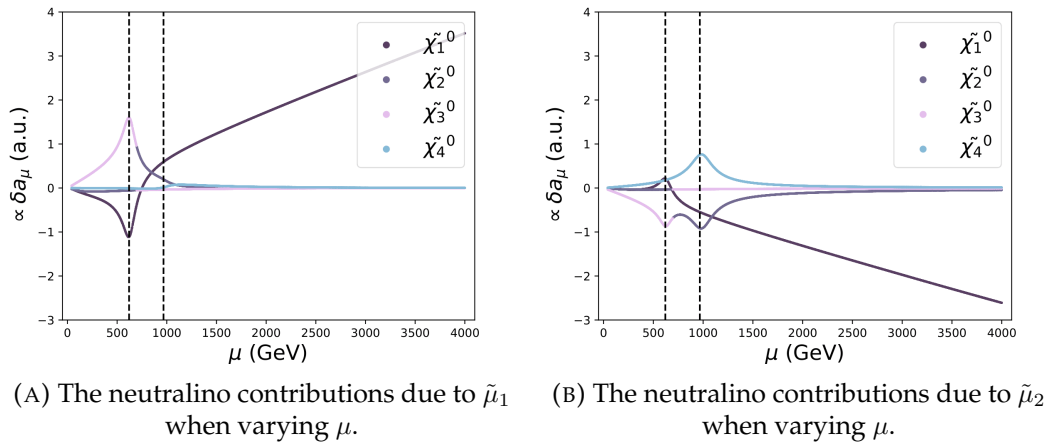 4
3
2
1
0
−1
−2
−3
∝ δaμ (a.u.)
0 500 1000 1500 2000 2500 3000 3500 4000
μ (GeV)
χ̃₁⁰
χ̃₂⁰
χ̃₃⁰
χ̃₄⁰
4
3
2
1
0
−1
−2
−3
∝ δaμ (a.u.)
0 500 1000 1500 2000 2500 3000 3500 4000
μ (GeV)
χ̃₁⁰
χ̃₂⁰
χ̃₃⁰
χ̃₄⁰
(A) The neutralino contributions due to μ̃₁
when varying μ.
(B) The neutralino contributions due to μ̃₂
when varying μ.